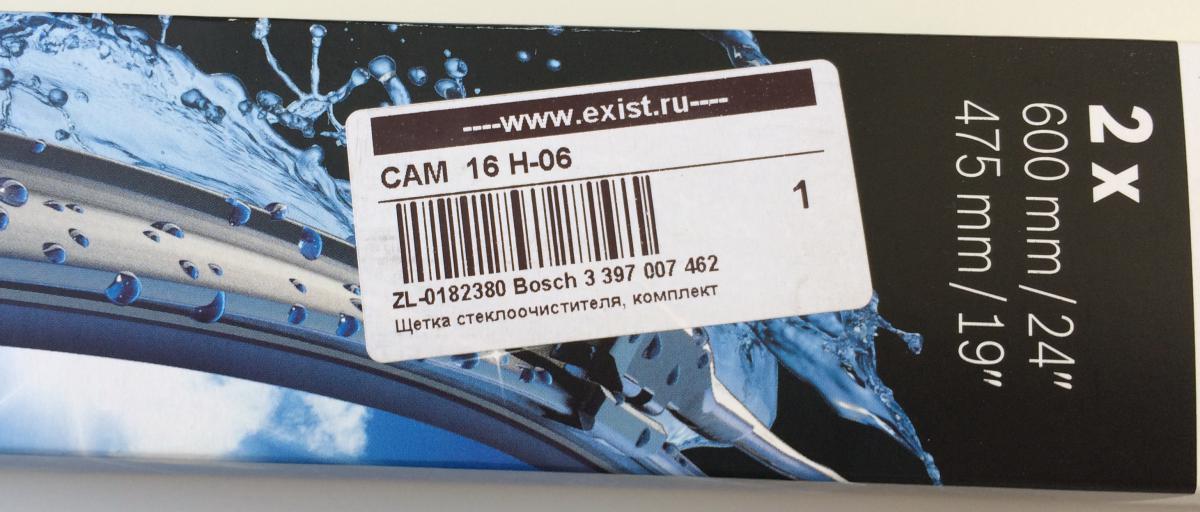 ----www.exist.ru----
CAM 16 H-06
1
ZL-0182380 Bosch 3 397 007 462
Щетка стеклоочистителя, комплект
2 x
600 mm / 24"
475 mm / 19"